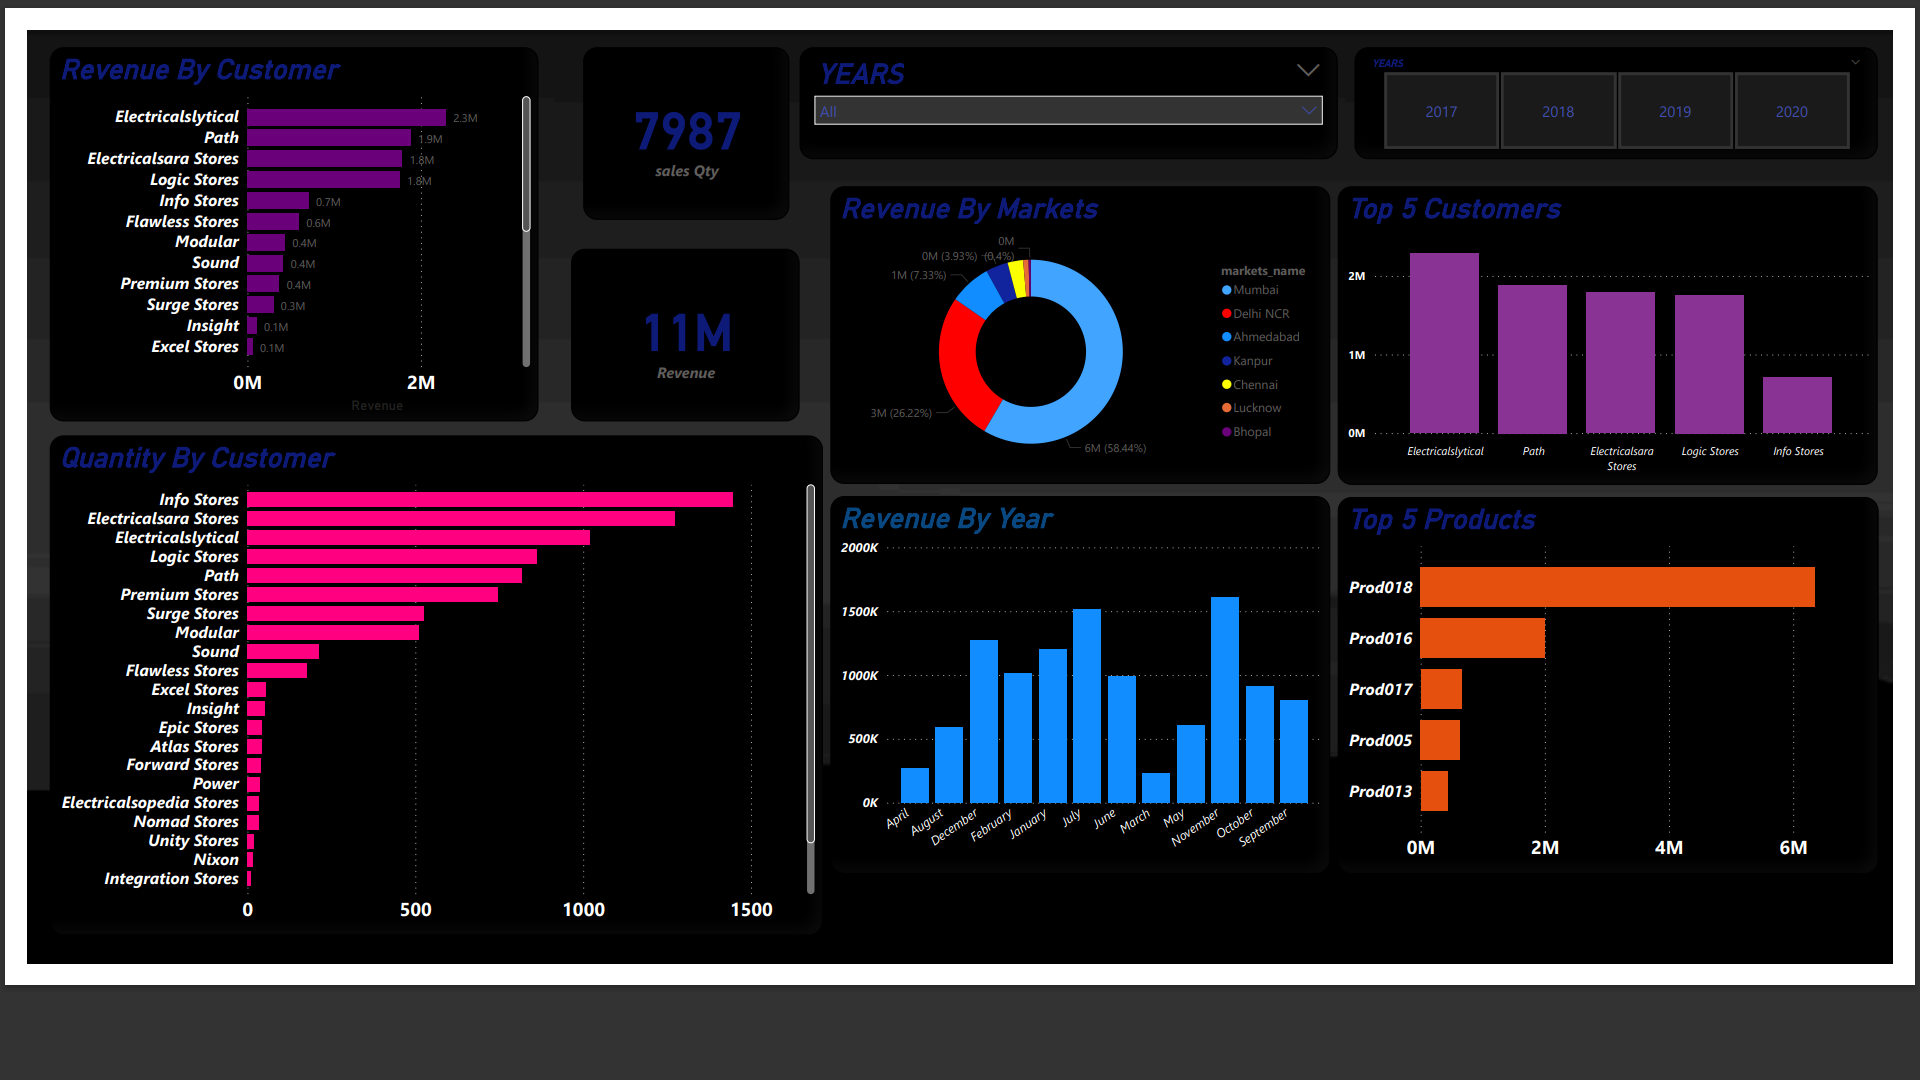 Revenue By Customer
Electricalslytical
2.3M
Path
1.9M
Electricalsara Stores
1.8M
Logic Stores
1.8M
Info Stores
0.7M
Flawless Stores
0.6M
Modular
0.4M
Sound
0.4M
Premium Stores
0.4M
Surge Stores
0.3M
Insight
0.1M
Excel Stores
0.1M
0M
2M
Revenue
7987
sales Qty
11M
Revenue
YEARS
All
YEARS
2017
2018
2019
2020
Revenue By Markets
0M
0M (3.93%)
(0.4%)
1M (7.33%)
3M (26.22%)
6M (58.44%)
markets_name
Mumbai
Delhi NCR
Ahmedabad
Kanpur
Chennai
Lucknow
Bhopal
Top 5 Customers
2M
1M
0M
Electricalslytical
Path
Electricalsara
Stores
Logic Stores
Info Stores
Quantity By Customer
Info Stores
Electricalsara Stores
Electricalslytical
Logic Stores
Path
Premium Stores
Surge Stores
Modular
Sound
Flawless Stores
Excel Stores
Insight
Epic Stores
Atlas Stores
Forward Stores
Power
Electricalsopedia Stores
Nomad Stores
Unity Stores
Nixon
Integration Stores
0
500
1000
1500
Revenue By Year
2000K
1500K
1000K
500K
0K
April
August
December
February
January
July
June
March
May
November
October
September
Top 5 Products
Prod018
Prod016
Prod017
Prod005
Prod013
0M
2M
4M
6M